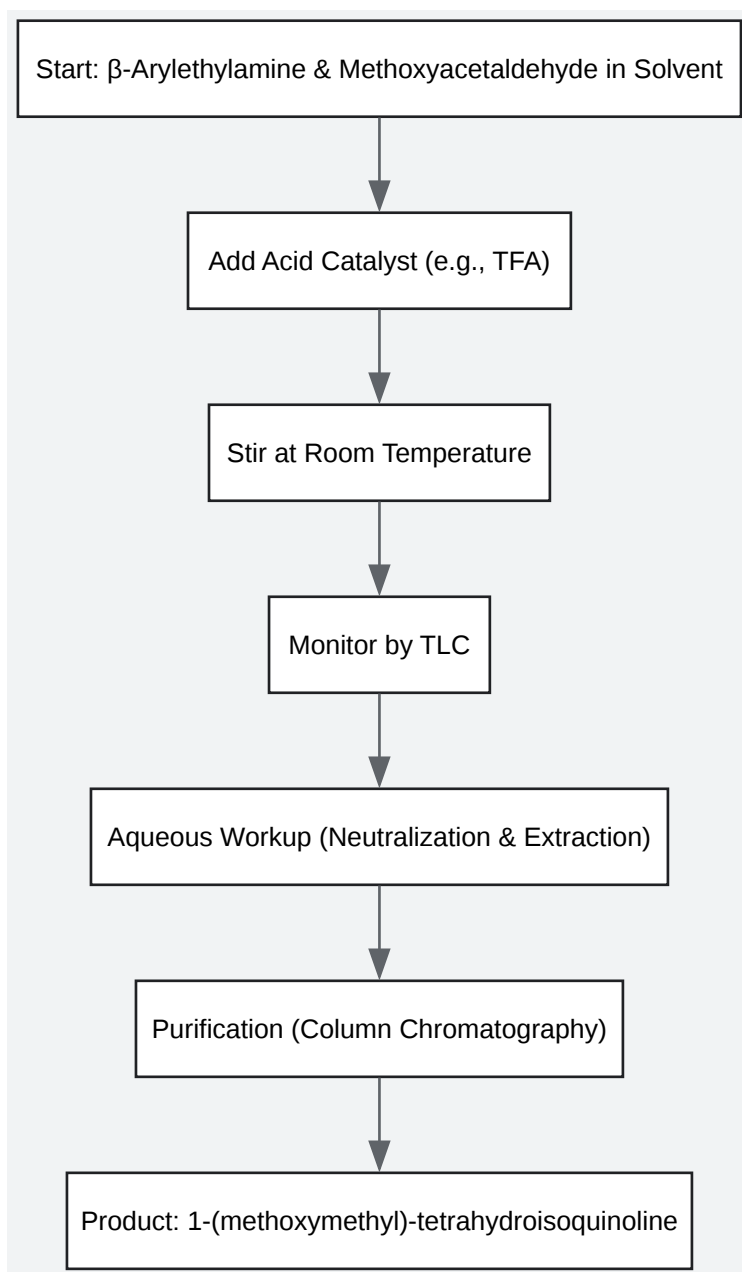 Start: β-Arylethylamine & Methoxyacetaldehyde in Solvent
Add Acid Catalyst (e.g., TFA)
Stir at Room Temperature
Monitor by TLC
Aqueous Workup (Neutralization & Extraction)
Purification (Column Chromatography)
Product: 1-(methoxymethyl)-tetrahydroisoquinoline